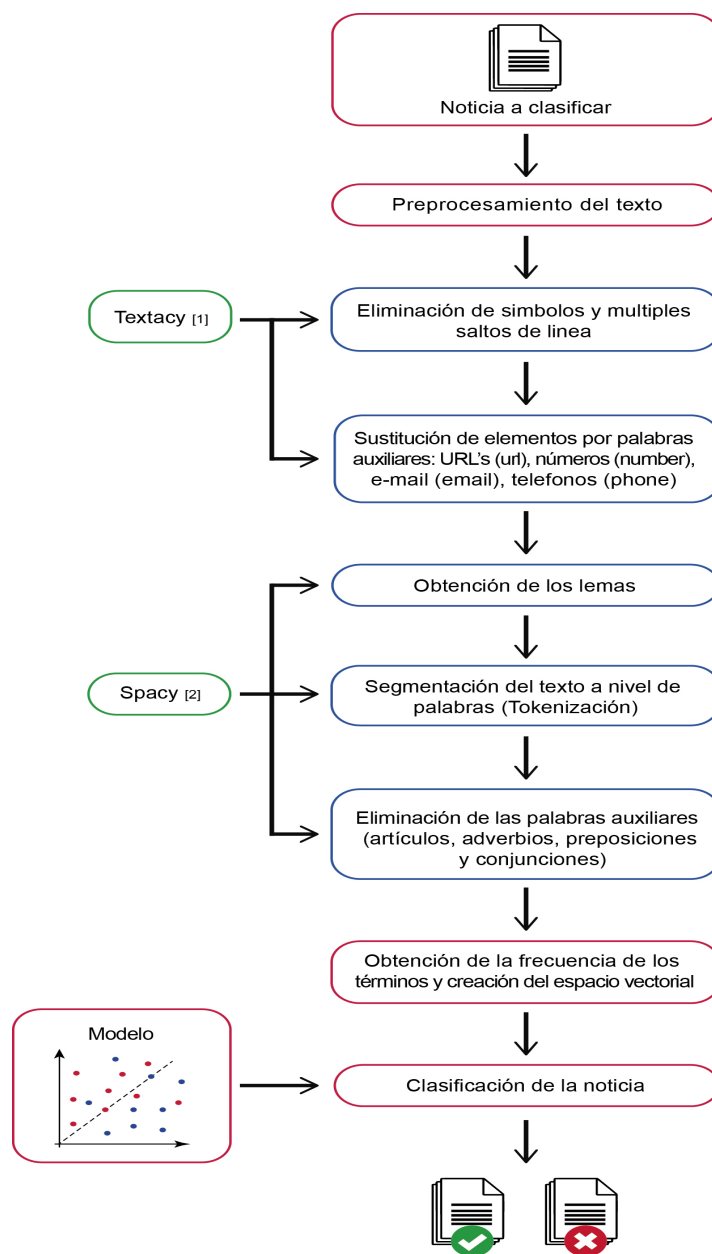 Noticia a clasificar
Preprocesamiento del texto
Textacy [1]
Eliminación de simbolos y multiples
saltos de linea
Sustitución de elementos por palabras
auxiliares: URL's (url), números (number),
e-mail (email), telefonos (phone)
Obtención de los lemas
Spacy [2]
Segmentación del texto a nivel de
palabras (Tokenización)
Eliminación de las palabras auxiliares
(artículos, adverbios, preposiciones
y conjunciones)
Obtención de la frecuencia de los
términos y creación del espacio vectorial
Modelo
Clasificación de la noticia